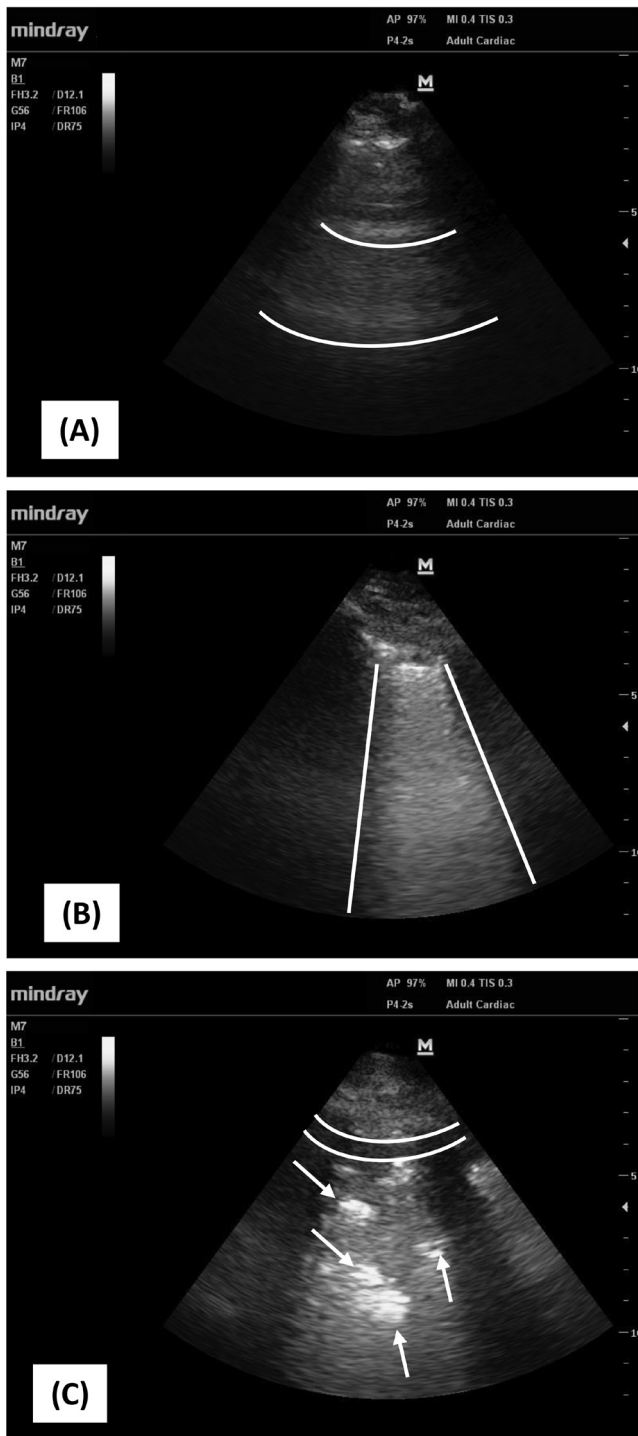 mindray
AP 97% MI 0.4 TIS 0.3
P4-2s Adult Cardiac
M7
B1
FH3.2 / D12.1
G56 / FR106
IP4 / DR75
M
5
10
(A)
mindray
AP 97% MI 0.4 TIS 0.3
P4-2s Adult Cardiac
M7
B1
FH3.2 / D12.1
G56 / FR106
IP4 / DR75
M
5
10
(B)
mindray
AP 97% MI 0.4 TIS 0.3
P4-2s Adult Cardiac
M7
B1
FH3.2 / D12.1
G56 / FR106
IP4 / DR75
M
5
10
(C)